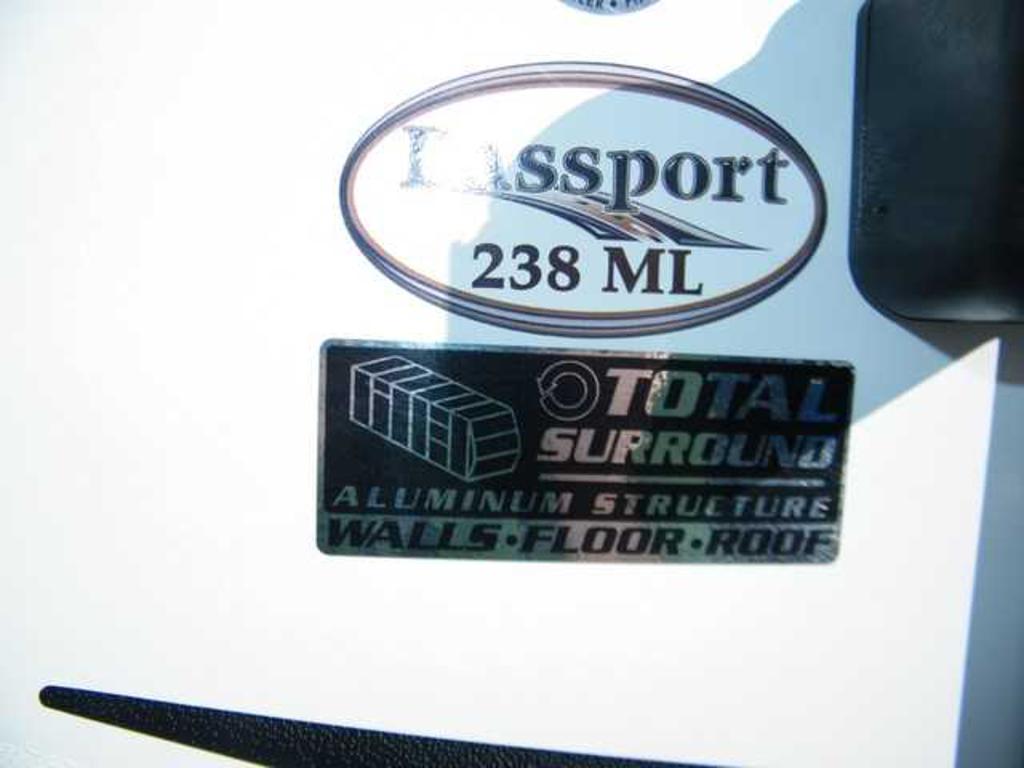 Passport
238 ML
TOTAL
SURROUND
ALUMINUM STRUCTURE
WALLS • FLOOR • ROOF